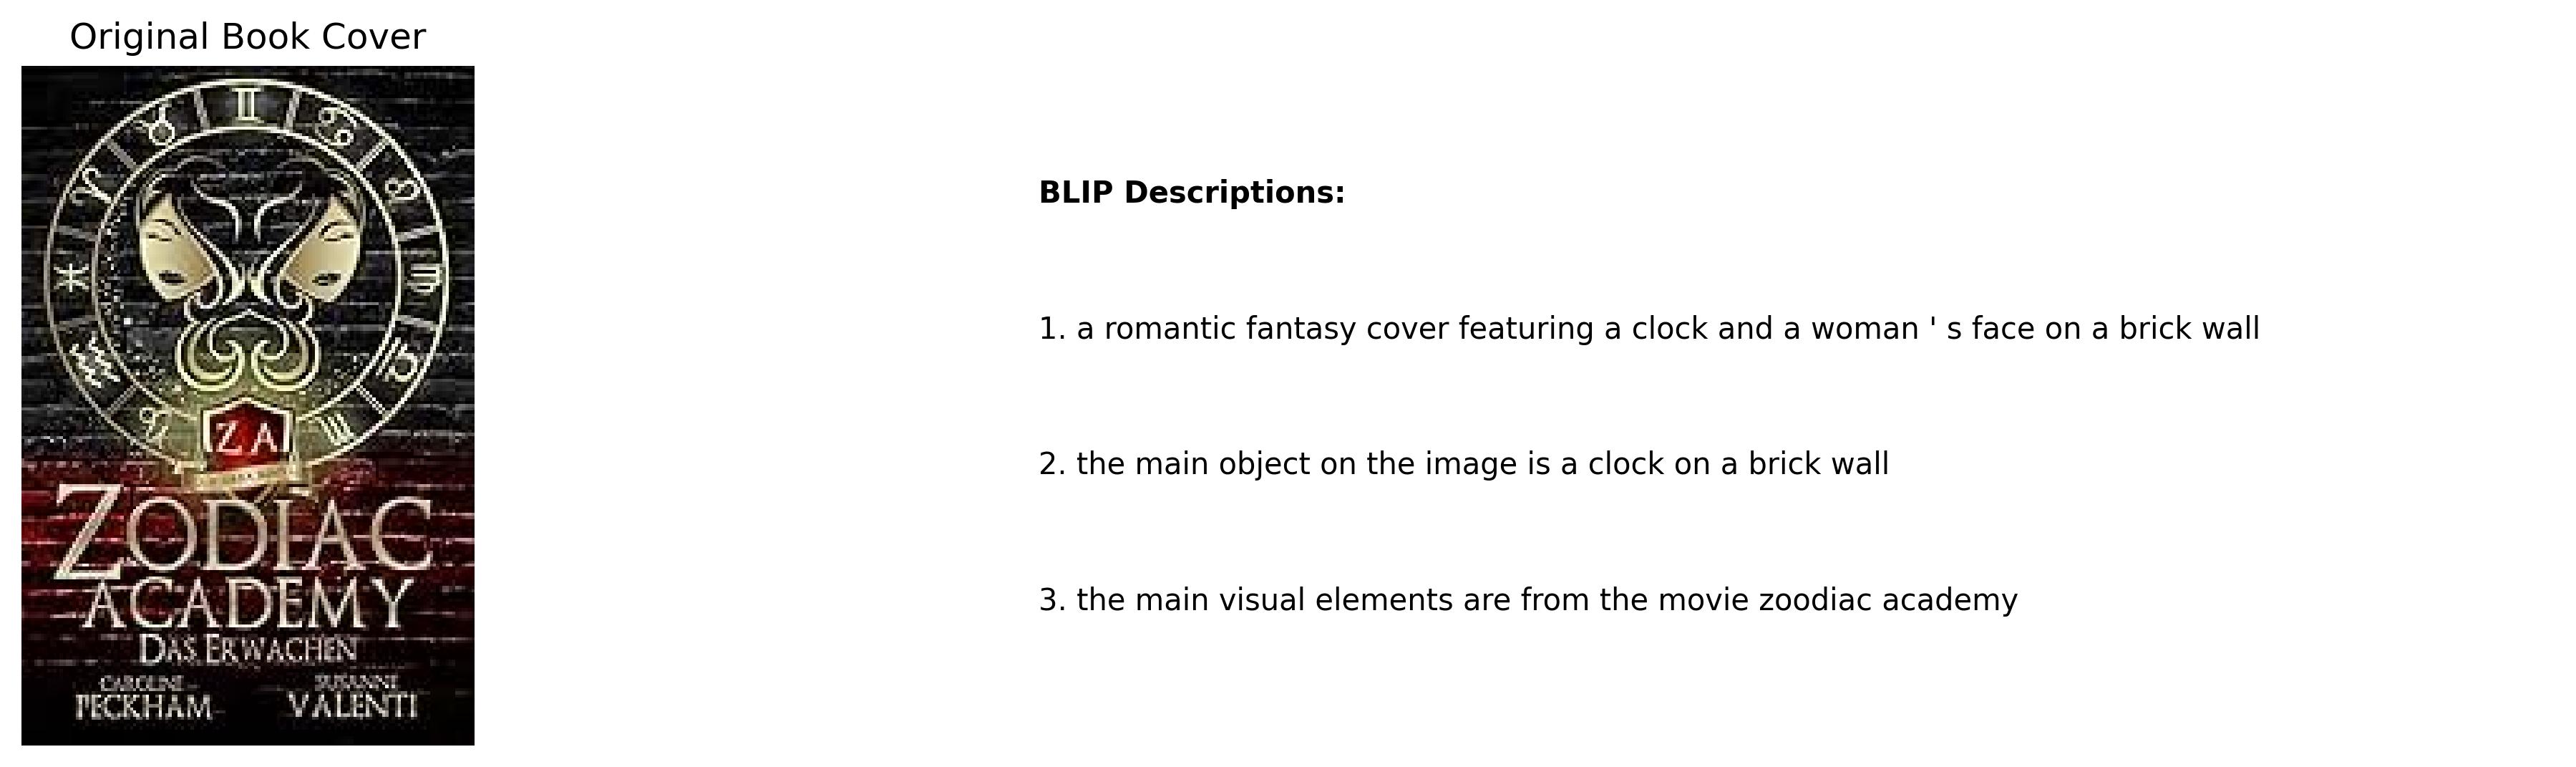 Original Book Cover
Z A
ZODIAC
ACADEMY
DAS ERWACHEN
CAROLINE SUSANNE
PECKHAM VALENTI
BLIP Descriptions:
1. a romantic fantasy cover featuring a clock and a woman ' s face on a brick wall
2. the main object on the image is a clock on a brick wall
3. the main visual elements are from the movie zoodiac academy